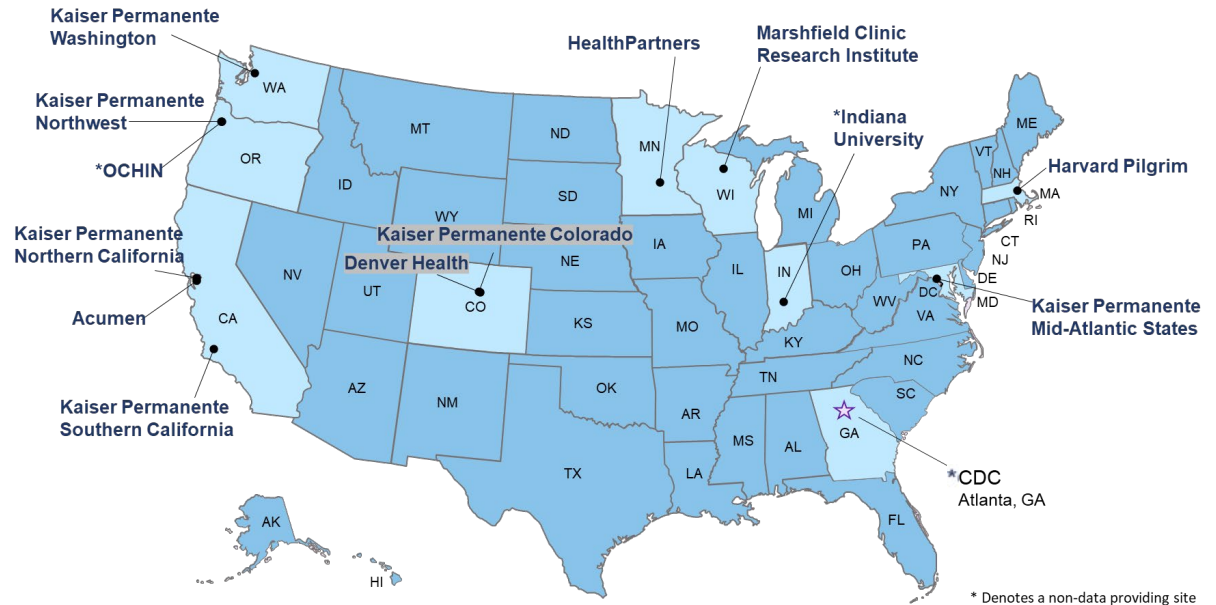 Kaiser Permanente
Washington
Kaiser Permanente
Northwest
*OCHIN
Kaiser Permanente
Northern California
Acumen
Kaiser Permanente
Southern California
HealthPartners
Marshfield Clinic
Research Institute
*Indiana
University
Harvard Pilgrim
Kaiser Permanente
Mid-Atlantic States
Kaiser Permanente Colorado
Denver Health
*CDC
Atlanta, GA
WA
OR
CA
ID
NV
MT
WY
UT
AZ
CO
NM
ND
SD
NE
KS
OK
TX
MN
IA
MO
AR
LA
WI
IL
MI
IN
OH
KY
TN
MS
AL
GA
FL
SC
NC
VA
WV
DC
PA
NY
VT
NH
ME
MA
RI
CT
NJ
DE
MD
AK
HI
* Denotes a non-data providing site